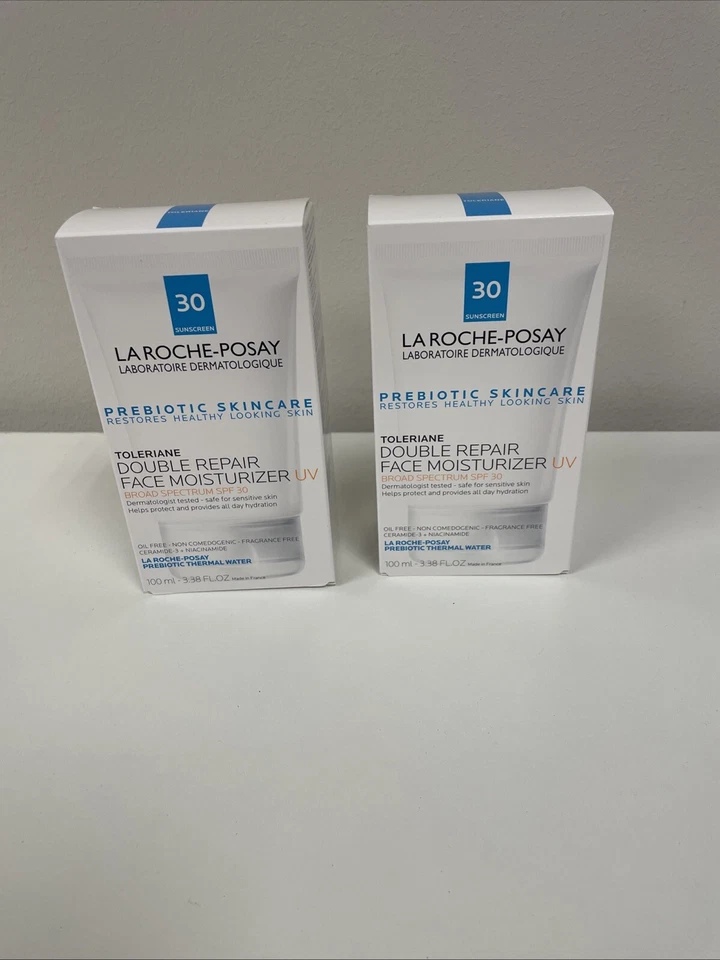 TOLERIANE
30
SUNSCREEN
LA ROCHE-POSAY
LABORATOIRE DERMATOLOGIQUE
PREBIOTIC SKINCARE
RESTORES HEALTHY LOOKING SKIN
TOLERIANE
DOUBLE REPAIR
FACE MOISTURIZER UV
BROAD SPECTRUM SPF 30
Dermatologist tested - safe for sensitive skin
Helps protect and provides all day hydration
OIL FREE - NON COMEDOGENIC - FRAGRANCE FREE
CERAMIDE-3 + NIACINAMIDE
LA ROCHE-POSAY
PREBIOTIC THERMAL WATER
100 ml - 3.38 FL.OZ Made in France
TOLERIANE
30
SUNSCREEN
LA ROCHE-POSAY
LABORATOIRE DERMATOLOGIQUE
PREBIOTIC SKINCARE
RESTORES HEALTHY LOOKING SKIN
TOLERIANE
DOUBLE REPAIR
FACE MOISTURIZER UV
BROAD SPECTRUM SPF 30
Dermatologist tested - safe for sensitive skin
Helps protect and provides all day hydration
OIL FREE - NON COMEDOGENIC - FRAGRANCE FREE
CERAMIDE-3 + NIACINAMIDE
LA ROCHE-POSAY
PREBIOTIC THERMAL WATER
100 ml - 3.38 FL.OZ Made in France